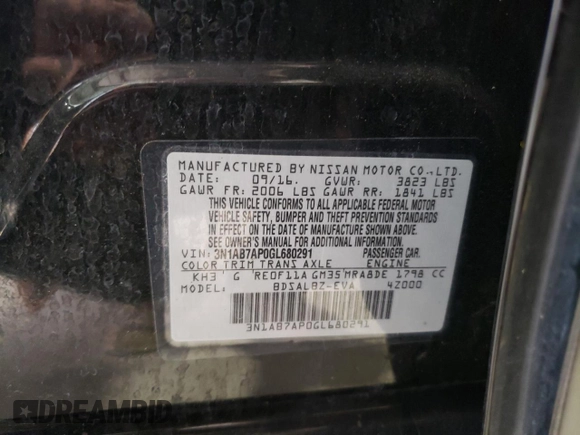 MANUFACTURED BY NISSAN MOTOR CO.,LTD.
DATE: 09/16. GVWR: 3823 LBS
GAWR FR: 2006 LBS GAWR RR: 1841 LBS
THIS VEHICLE CONFORMS TO ALL APPLICABLE FEDERAL MOTOR
VEHICLE SAFETY, BUMPER AND THEFT PREVENTION STANDARDS
IN EFFECT ON THE DATE OF MANUFACTURE SHOWN ABOVE.
SEE OWNER'S MANUAL FOR ADDITIONAL INFORMATION
VIN: 3N1AB7AP0GL680291 PASSENGER CAR.
COLOR TRIM TRANS AXLE ENGINE
KH3 G RE0F11A GM35 MRA8DE 1798 CC
MODEL: BDSALBZ-EVA 4Z000
3N1AB7AP0GL680291
DREAMBID